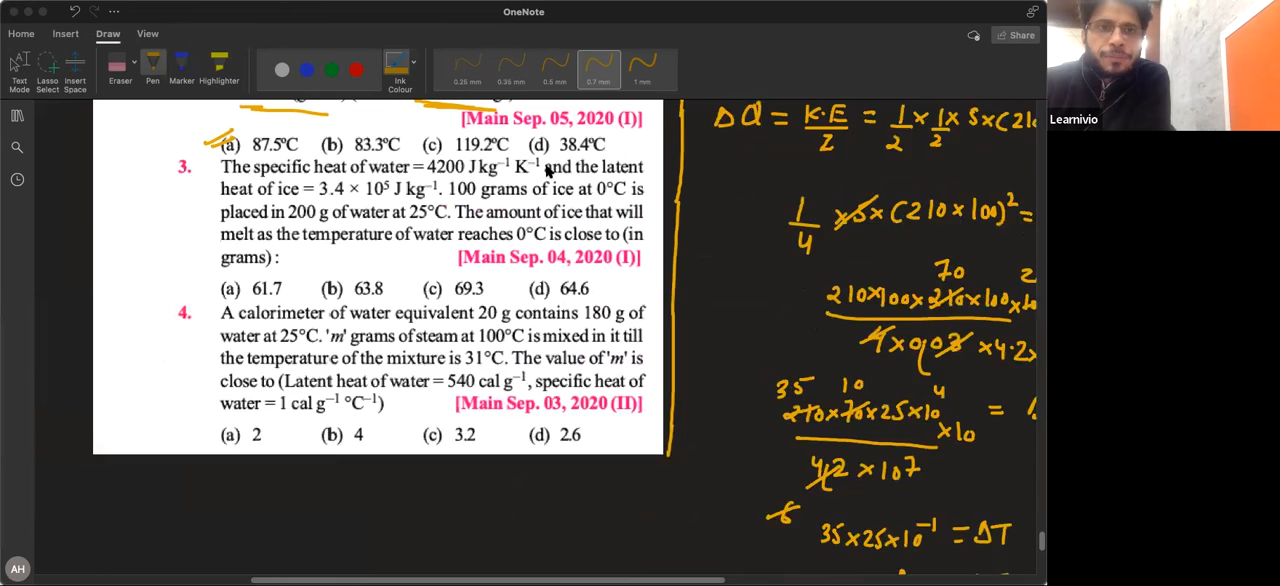 OneNote
Home Insert Draw View
Share
Text Mode
Lasso Select
Insert Space
Eraser
Pen
Marker
Highlighter
Ink Colour
0.25 mm
0.35 mm
0.5 mm
0.7 mm
1 mm
Learnivio
[Main Sep. 05, 2020 (I)]
(a) 87.5ºC (b) 83.3ºC (c) 119.2ºC (d) 38.4ºC
3. The specific heat of water = 4200 J kg⁻¹ K⁻¹ and the latent
heat of ice = 3.4 × 10⁵ J kg⁻¹. 100 grams of ice at 0°C is
placed in 200 g of water at 25°C. The amount of ice that will
melt as the temperature of water reaches 0°C is close to (in
grams) : [Main Sep. 04, 2020 (I)]
(a) 61.7 (b) 63.8 (c) 69.3 (d) 64.6
4. A calorimeter of water equivalent 20 g contains 180 g of
water at 25°C. 'm' grams of steam at 100°C is mixed in it till
the temperature of the mixture is 31°C. The value of 'm' is
close to (Latent heat of water = 540 cal g⁻¹, specific heat of
water = 1 cal g⁻¹ °C⁻¹) [Main Sep. 03, 2020 (II)]
(a) 2 (b) 4 (c) 3.2 (d) 2.6
ΔQ = K·E/2 = 1/2 × 1/2 × 5 × (210
1/4 × 5 × (210 × 100)² =
70
210×100×210×100×
×4·2×
35 10 4
210×70×25×10 =
×10
42 × 10⁷
35×25×10⁻¹ = ΔT
AH